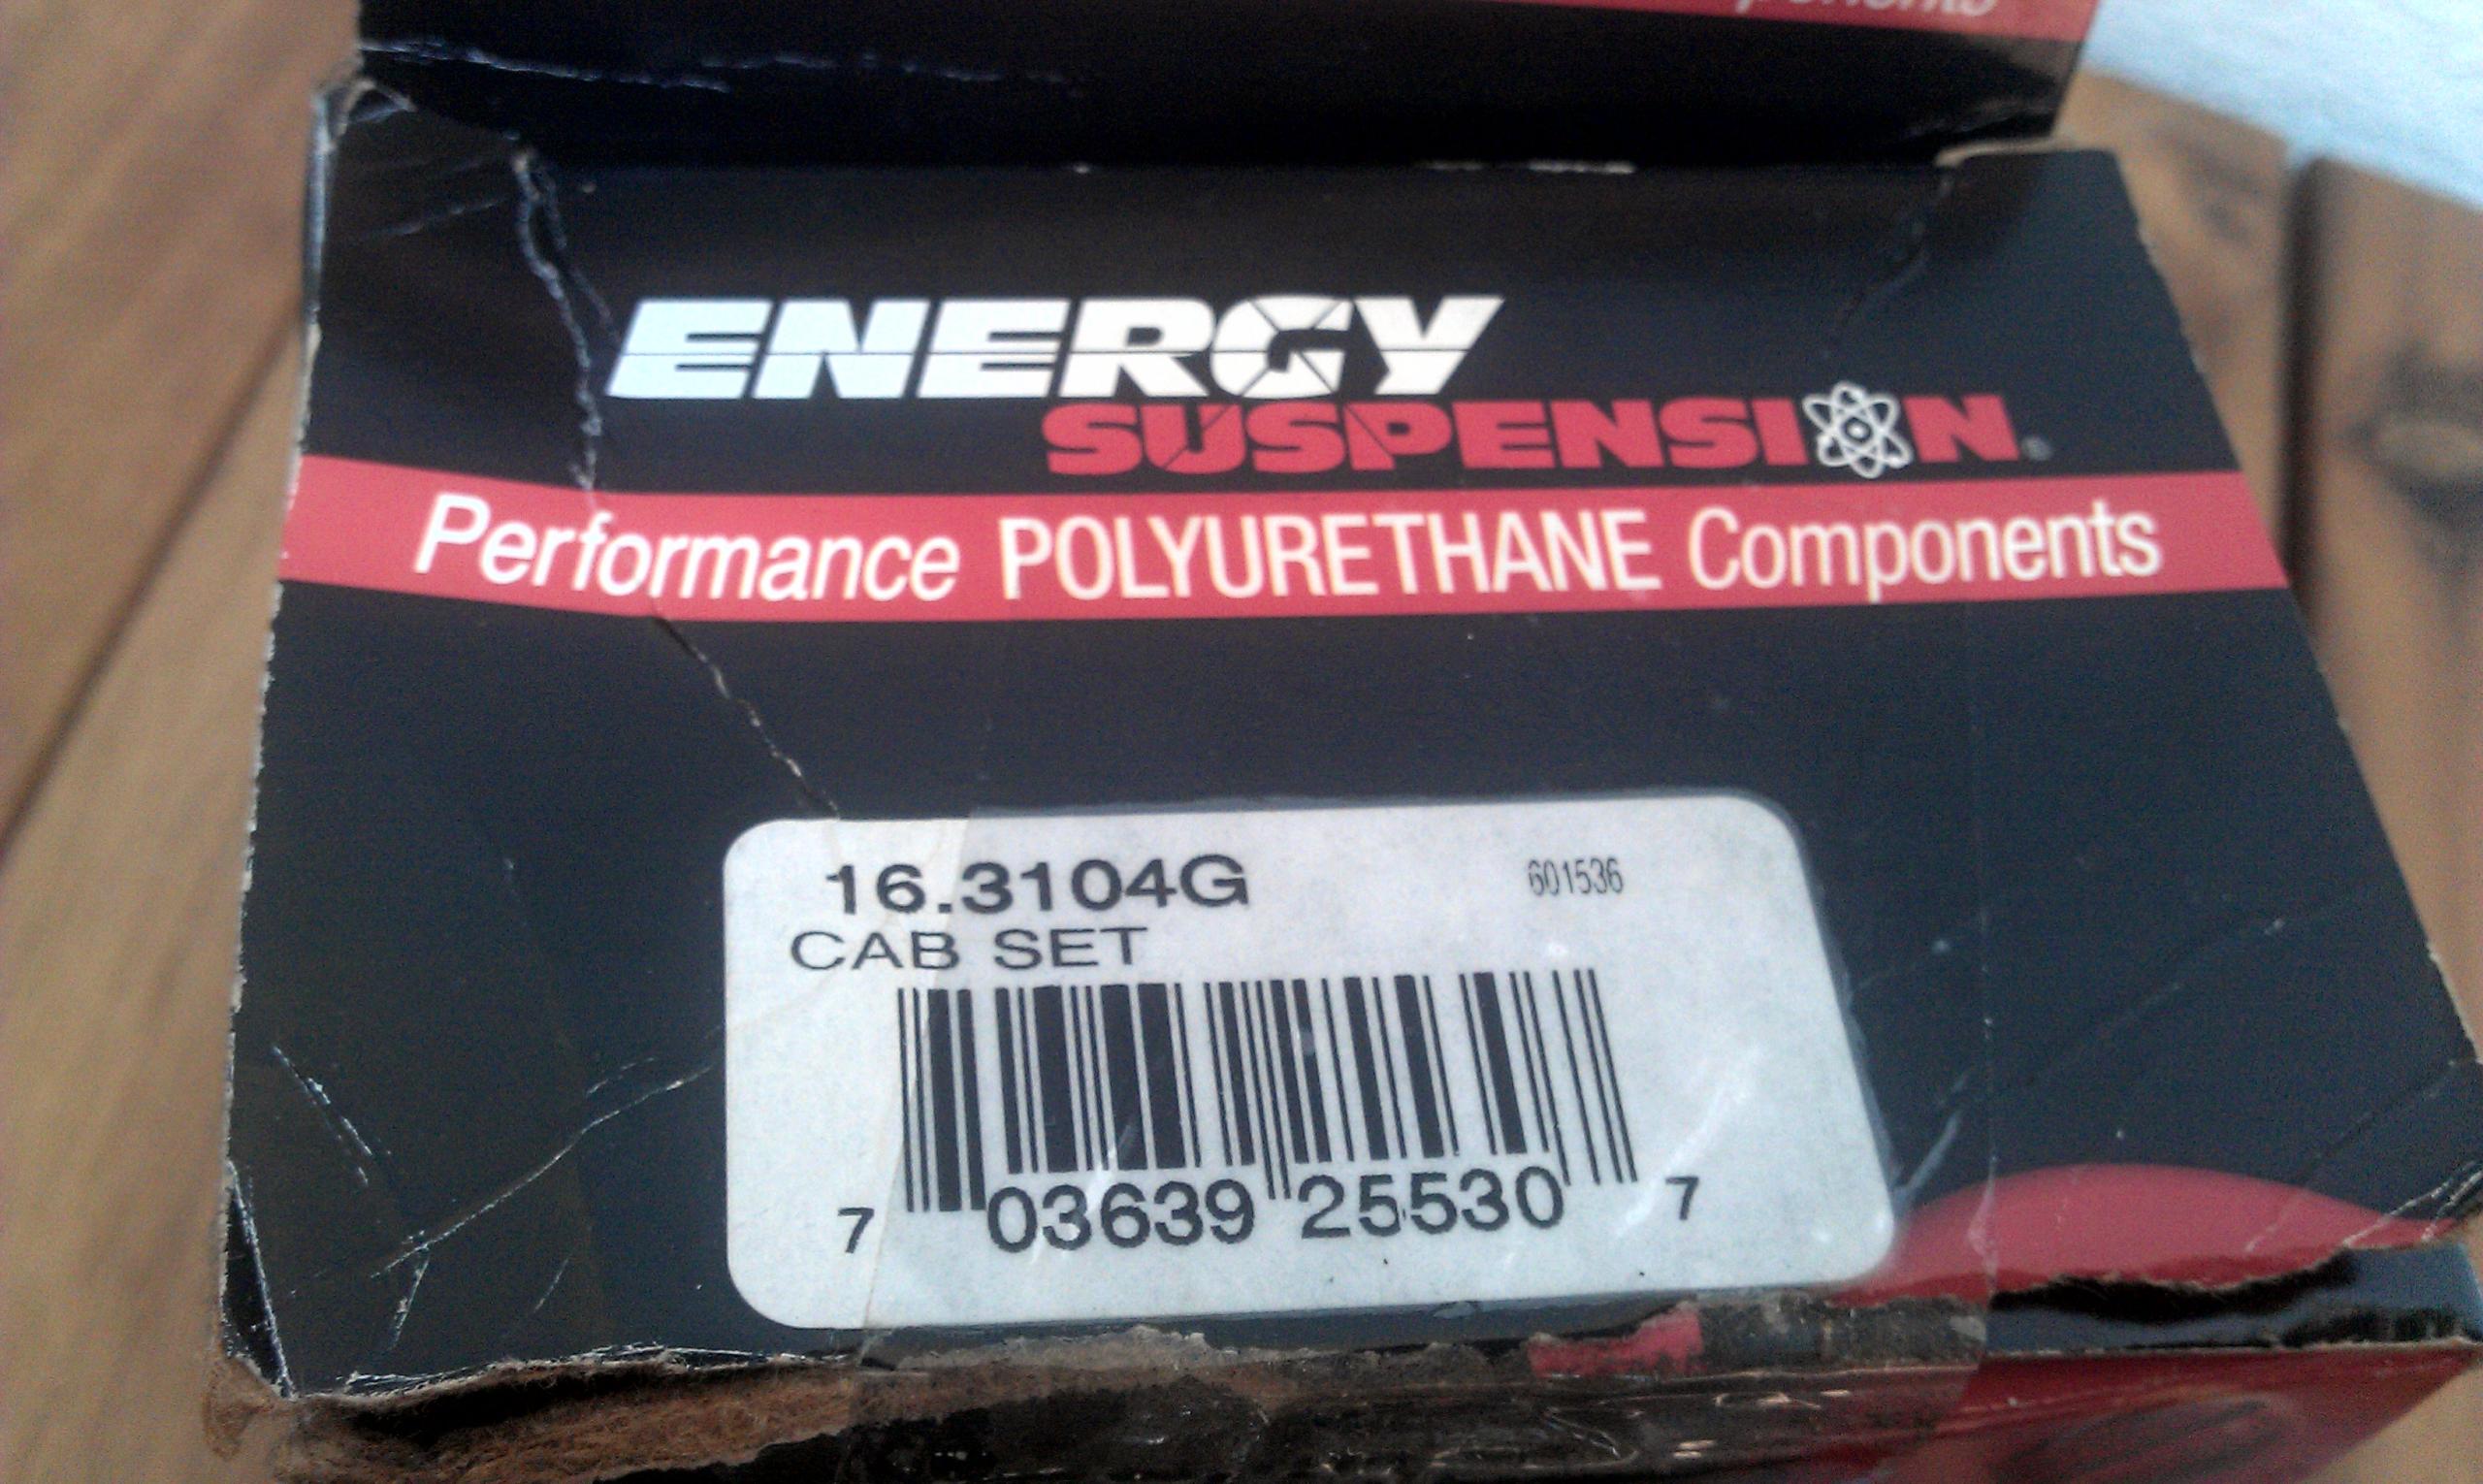 ENERGY
SUSPENSION®
Performance POLYURETHANE Components
16.3104G 601536
CAB SET
7 03639 25530 7